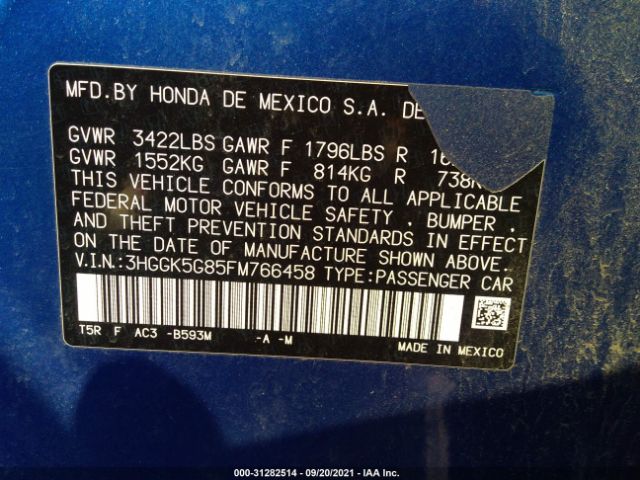 MFD.BY HONDA DE MEXICO S.A. DE
GVWR 3422LBS GAWR F 1796LBS R
GVWR 1552KG GAWR F 814KG R 738K
THIS VEHICLE CONFORMS TO ALL APPLICABLE
FEDERAL MOTOR VEHICLE SAFETY , BUMPER ,
AND THEFT PREVENTION STANDARDS IN EFFECT
ON THE DATE OF MANUFACTURE SHOWN ABOVE.
V.I.N.:3HGGK5G85FM766458 TYPE:PASSENGER CAR
T5R F AC3 -B593M -A -M
MADE IN MEXICO
000-31282514 - 09/20/2021 - IAA Inc.